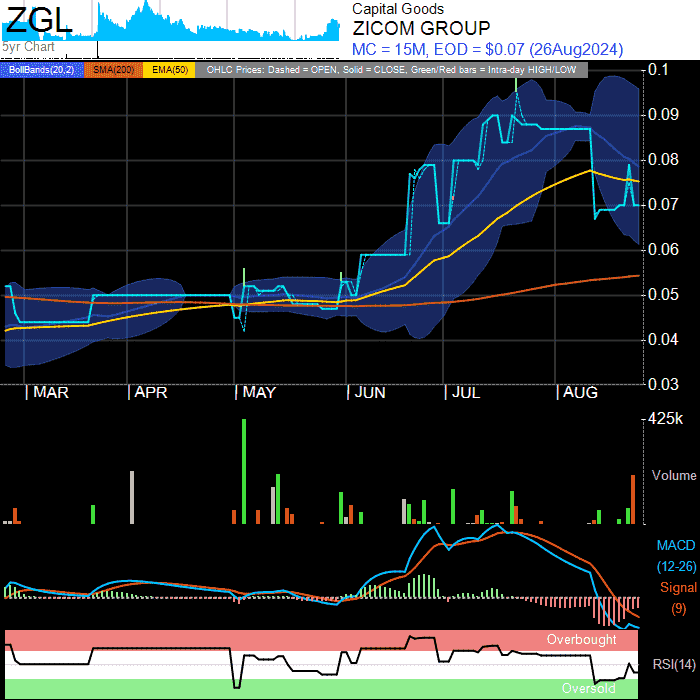 ZGL
5yr Chart
Capital Goods
ZICOM GROUP
MC = 15M, EOD = $0.07 (26Aug2024)
BollBands(20,2) SMA(200) EMA(50) OHLC Prices: Dashed = OPEN, Solid = CLOSE, Green/Red bars = Intra-day HIGH/LOW
0.1
0.09
0.08
0.07
0.06
0.05
0.04
0.03
MAR APR MAY JUN JUL AUG
425k
Volume
MACD
(12-26)
Signal
(9)
Overbought
RSI(14)
Oversold